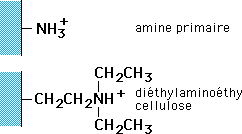 NH3+ amine primaire
CH2CH3
CH2CH2NH+ diéthylaminoéthy
cellulose
CH2CH3